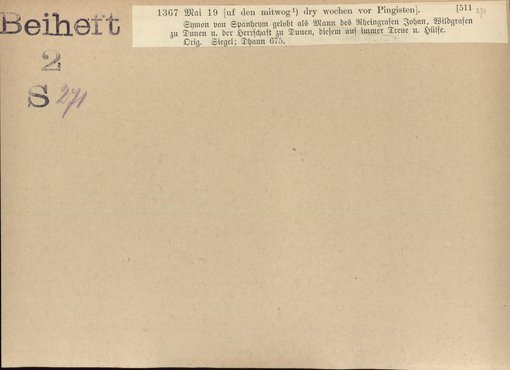 Beiheft
2
S 271
1367 Mai 19 [uf den mitwog¹) dry wochen vor Pingisten]. [511 271
Symon von Spanheym gelobt als Mann des Rheingrafen Johan, Wildgrafen
zu Dunen u. der Herrschaft zu Dunen, diesem auf immer Treue u. Hülfe.
Orig. Siegel; Dhaun 675.